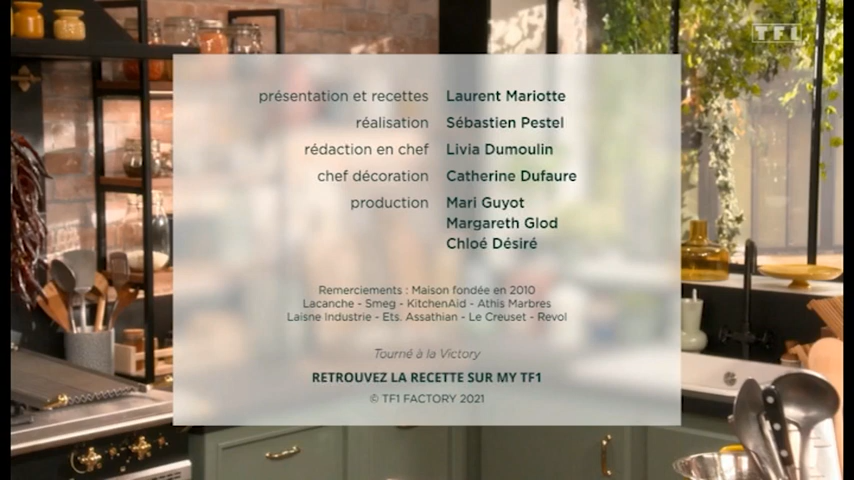 TF1
présentation et recettes Laurent Mariotte
réalisation Sébastien Pestel
rédaction en chef Livia Dumoulin
chef décoration Catherine Dufaure
production Mari Guyot
Margareth Glod
Chloé Désiré
Remerciements : Maison fondée en 2010
Lacanche - Smeg - KitchenAid - Athis Marbres
Laisne Industrie - Ets. Assathian - Le Creuset - Revol
Tourné à la Victory
RETROUVEZ LA RECETTE SUR MY TF1
© TF1 FACTORY 2021